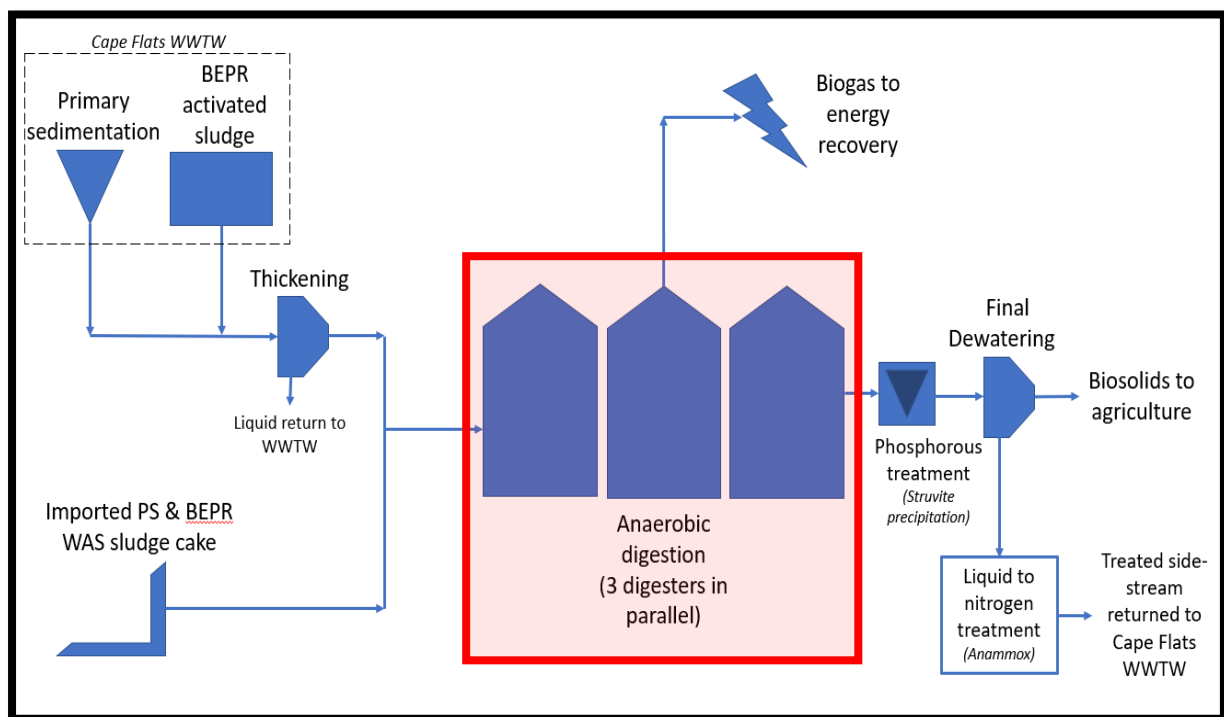 Cape Flats WWTW
Primary
sedimentation
BEPR
activated
sludge
Biogas to
energy
recovery
Thickening
Liquid return to
WWTW
Imported PS & BEPR
WAS sludge cake
Anaerobic
digestion
(3 digesters in
parallel)
Phosphorous
treatment
(Struvite
precipitation)
Final
Dewatering
Biosolids to
agriculture
Liquid to
nitrogen
treatment
(Anammox)
Treated side-
stream
returned to
Cape Flats
WWTW